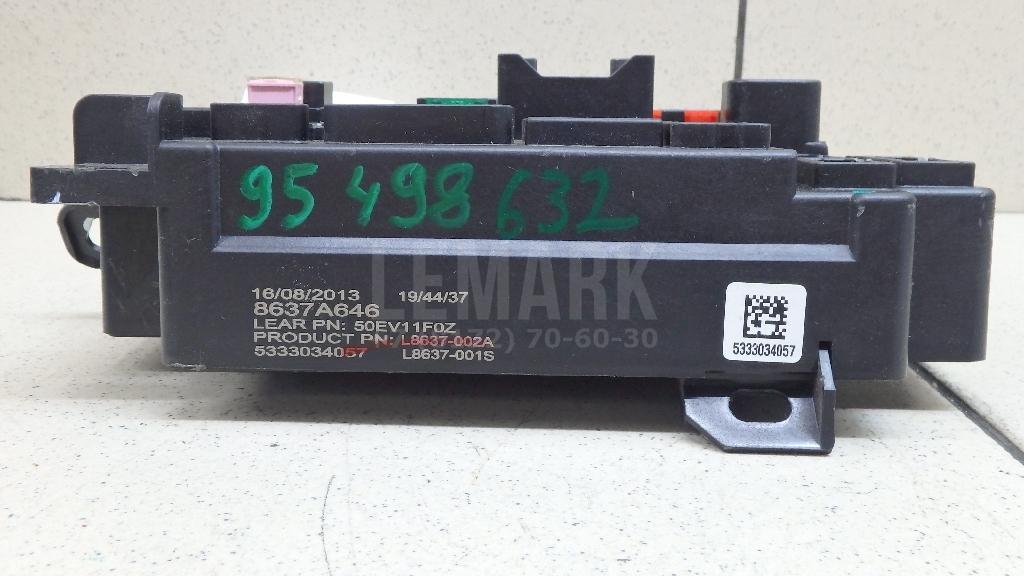 95 498 632
LEMARK
16/08/2013 19/44/37
8637A646
LEAR PN: 50EV11F0Z
PRODUCT PN: L8637-002A
72) 70-60-30
5333034057 L8637-001S
5333034057